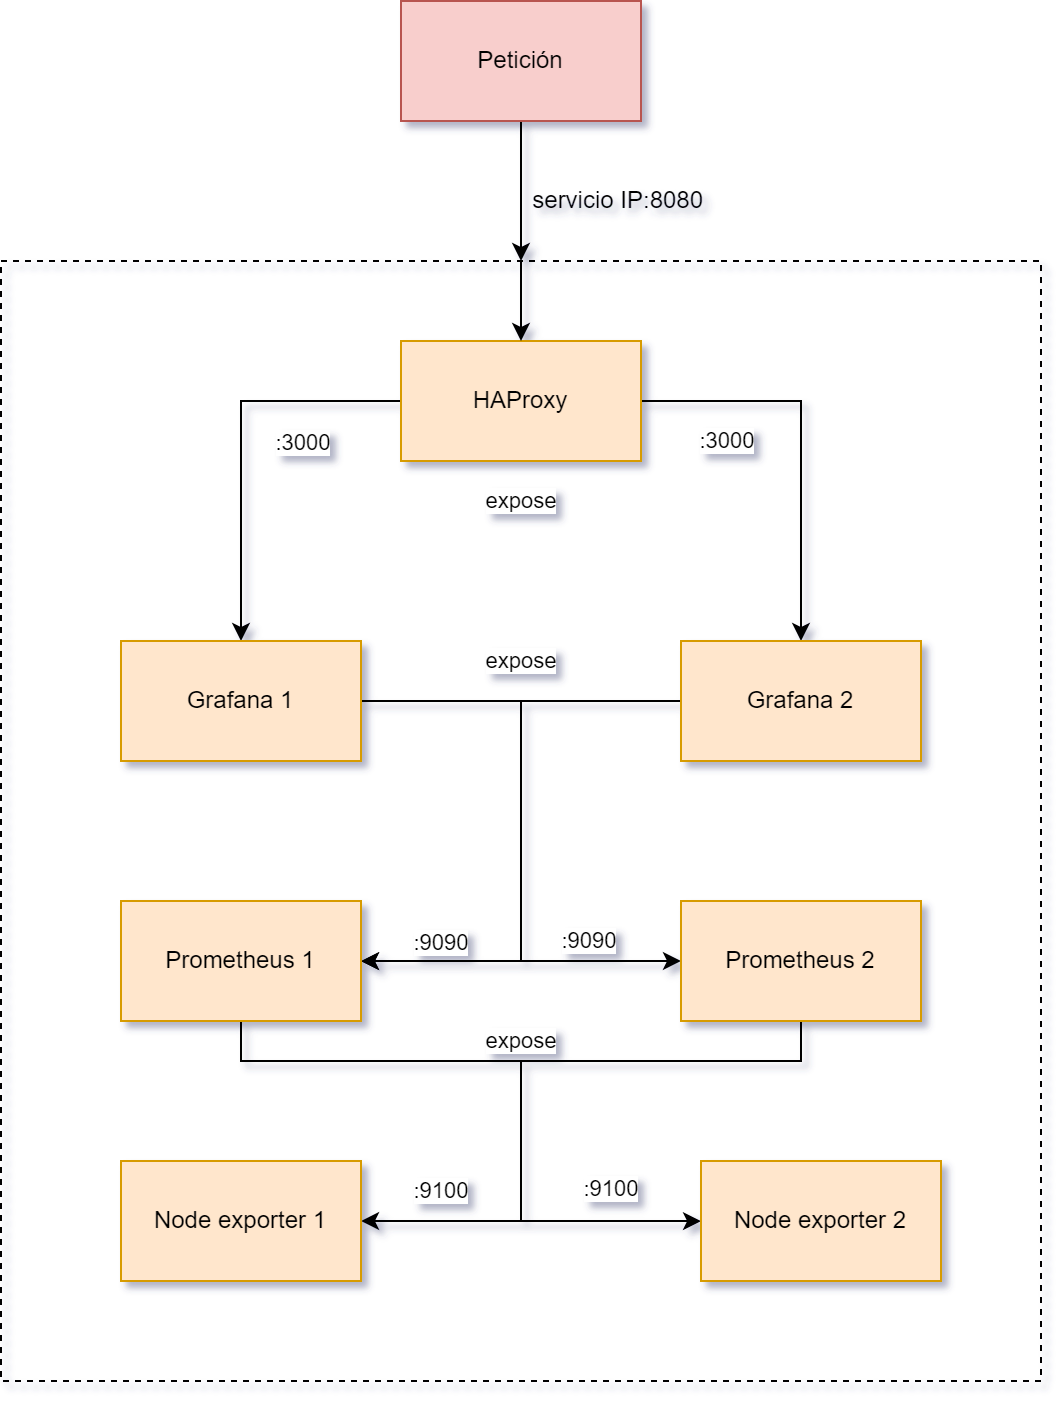 Petición
servicio IP:8080
HAProxy
:3000
:3000
expose
expose
Grafana 1
Grafana 2
:9090
:9090
Prometheus 1
Prometheus 2
expose
:9100
:9100
Node exporter 1
Node exporter 2